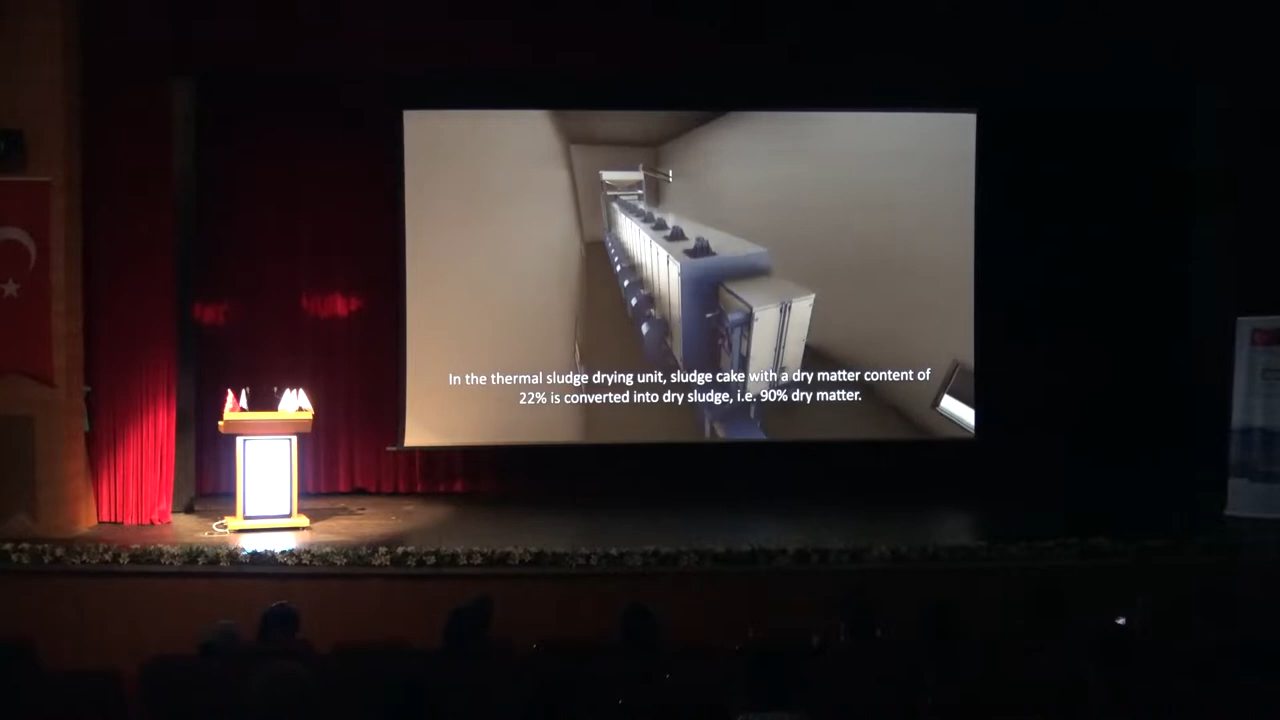 In the thermal sludge drying unit, sludge cake with a dry matter content of
22% is converted into dry sludge, i.e. 90% dry matter.